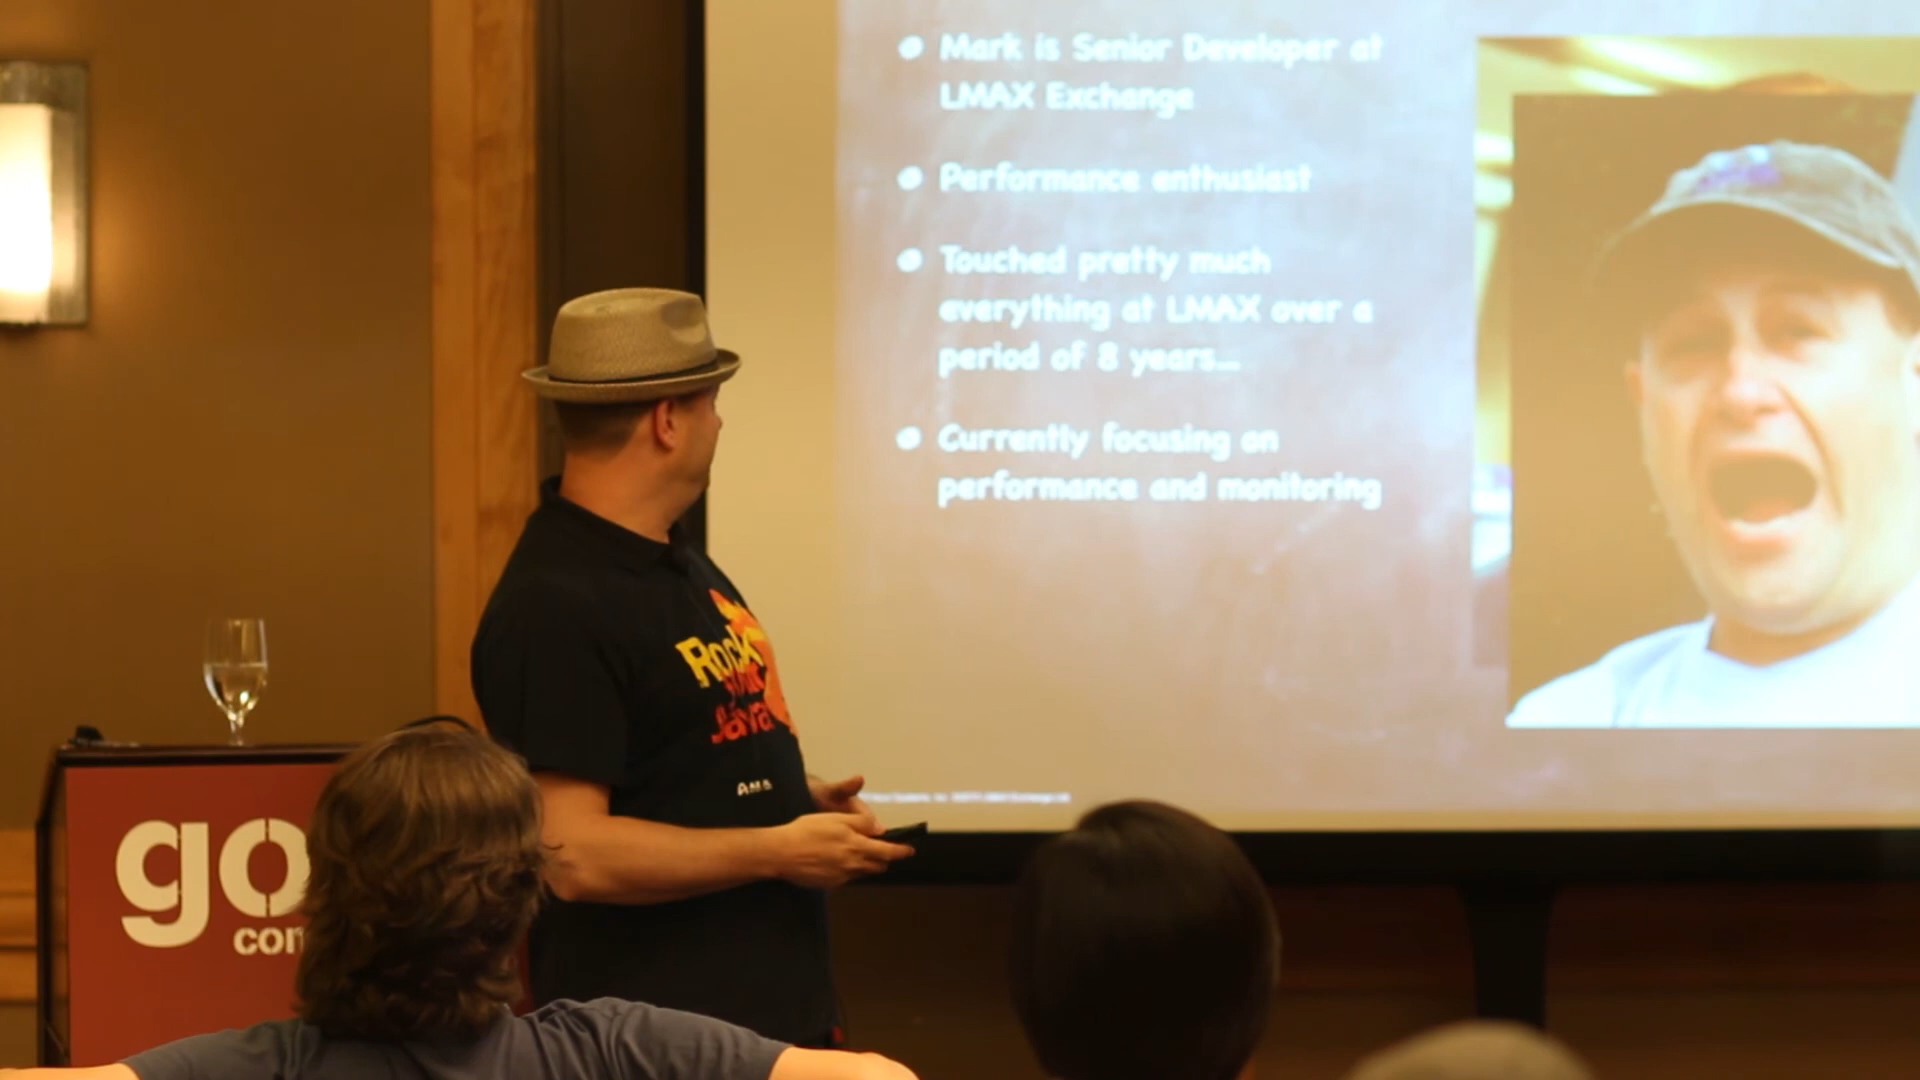 Mark is Senior Developer at
LMAX Exchange
Performance enthusiast
Touched pretty much
everything at LMAX over a
period of 8 years...
Currently focusing on
performance and monitoring
Rock
Java
go
con